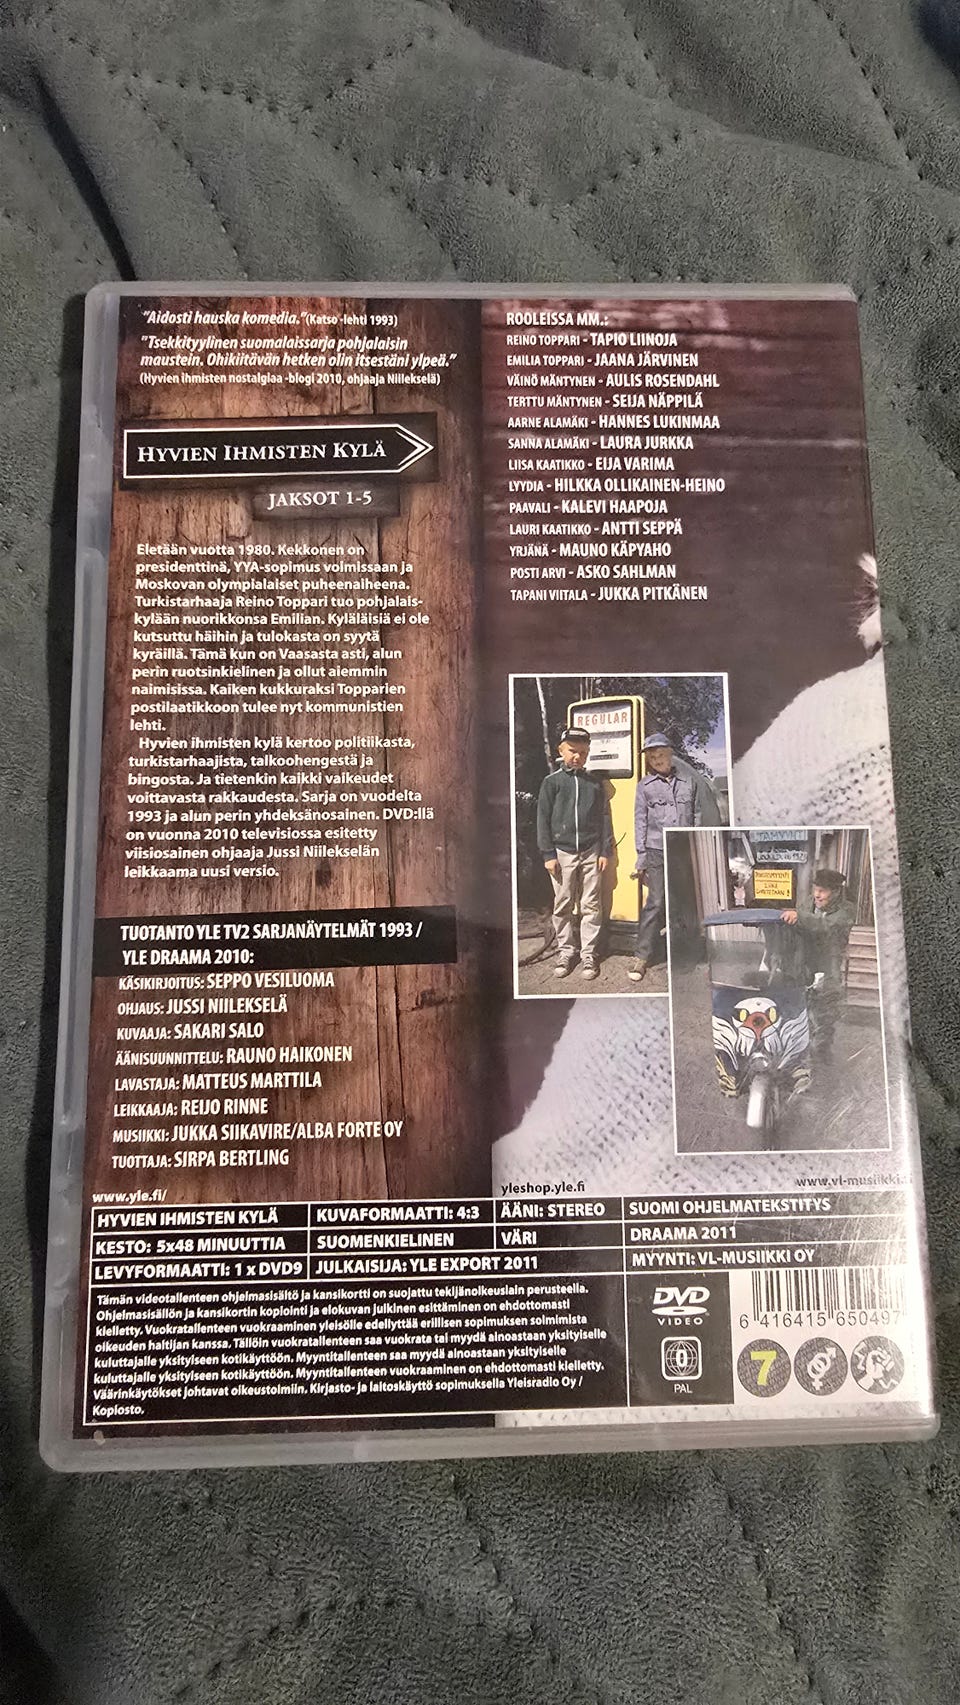 "Aidosti hauska komedia." (Katso -lehti 1993)
"Tsekkityylinen suomalaissarja pohjalaisin
maustein. Ohikiitävän hetken olin itsestäni ylpeä."
(Hyvien ihmisten nostalgiaa -blogi 2010, ohjaaja Niilekselä)
HYVIEN IHMISTEN KYLÄ
JAKSOT 1-5
Eletään vuotta 1980. Kekkonen on
presidenttinä, YYA-sopimus voimissaan ja
Moskovan olympialaiset puheenaiheena.
Turkistarhaaja Reino Toppari tuo pohjalais-
kylään nuorikkonsa Emilian. Kyläläisiä ei ole
kutsuttu häihin ja tulokasta on syytä
kyräillä. Tämä kun on Vaasasta asti, alun
perin ruotsinkielinen ja ollut aiemmin
naimisissa. Kaiken kukkuraksi Topparien
postilaatikkoon tulee nyt kommunistien
lehti.
Hyvien ihmisten kylä kertoo politiikasta,
turkistarhaajista, talkoohengestä ja
bingosta. Ja tietenkin kaikki vaikeudet
voittavasta rakkaudesta. Sarja on vuodelta
1993 ja alun perin yhdeksänosainen. DVD:llä
on vuonna 2010 televisiossa esitetty
viisiosainen ohjaaja Jussi Niilekselän
leikkaama uusi versio.
TUOTANTO YLE TV2 SARJANÄYTELMÄT 1993 /
YLE DRAAMA 2010:
KÄSIKIRJOITUS: SEPPO VESILUOMA
OHJAUS: JUSSI NIILEKSELÄ
KUVAAJA: SAKARI SALO
ÄÄNISUUNNITTELU: RAUNO HAIKONEN
LAVASTAJA: MATTEUS MARTTILA
LEIKKAAJA: REIJO RINNE
MUSIIKKI: JUKKA SIIKAVIRE/ALBA FORTE OY
TUOTTAJA: SIRPA BERTLING
www.yle.fi/
ROOLEISSA MM.:
REINO TOPPARI - TAPIO LIINOJA
EMILIA TOPPARI - JAANA JÄRVINEN
VÄINÖ MÄNTYNEN - AULIS ROSENDAHL
TERTTU MÄNTYNEN - SEIJA NÄPPILÄ
AARNE ALAMÄKI - HANNES LUKINMAA
SANNA ALAMÄKI - LAURA JURKKA
LIISA KAATIKKO - EIJA VARIMA
LYYDIA - HILKKA OLLIKAINEN-HEINO
PAAVALI - KALEVI HAAPOJA
LAURI KAATIKKO - ANTTI SEPPÄ
YRJÄNÄ - MAUNO KÄPYAHO
POSTI ARVI - ASKO SAHLMAN
TAPANI VIITALA - JUKKA PITKÄNEN
REGULAR
yleshop.yle.fi
www.vl-musiikki.
HYVIEN IHMISTEN KYLÄ
KUVAFORMAATTI: 4:3
ÄÄNI: STEREO
SUOMI OHJELMATEKSTITYS
KESTO: 5x48 MINUUTTIA
SUOMENKIELINEN
VÄRI
DRAAMA 2011
LEVYFORMAATTI: 1 x DVD9
JULKAISIJA: YLE EXPORT 2011
MYYNTI: VL-MUSIIKKI OY
Tämän videotallenteen ohjelmasisältö ja kansikortti on suojattu tekijänoikeuslain perusteella.
Ohjelmasisällön ja kansikortin kopiointi ja elokuvan julkinen esittäminen on ehdottomasti
kielletty. Vuokratallenteen vuokraaminen yleisölle edellyttää erillisen sopimuksen solmimista
oikeuden haltijan kanssa. Tällöin vuokratallenteen saa vuokrata tai myydä ainoastaan yksityiselle
kuluttajalle yksityiseen kotikäyttöön. Myyntitallenteen saa myydä ainoastaan yksityiselle
kuluttajalle yksityiseen kotikäyttöön. Myyntitallenteen vuokraaminen on ehdottomasti kielletty.
Väärinkäytökset johtavat oikeustoimiin. Kirjasto- ja laitoskäyttö sopimuksella Yleisradio Oy /
Kopiosto.
DVD
VIDEO
0
PAL
6 416415 650497
7